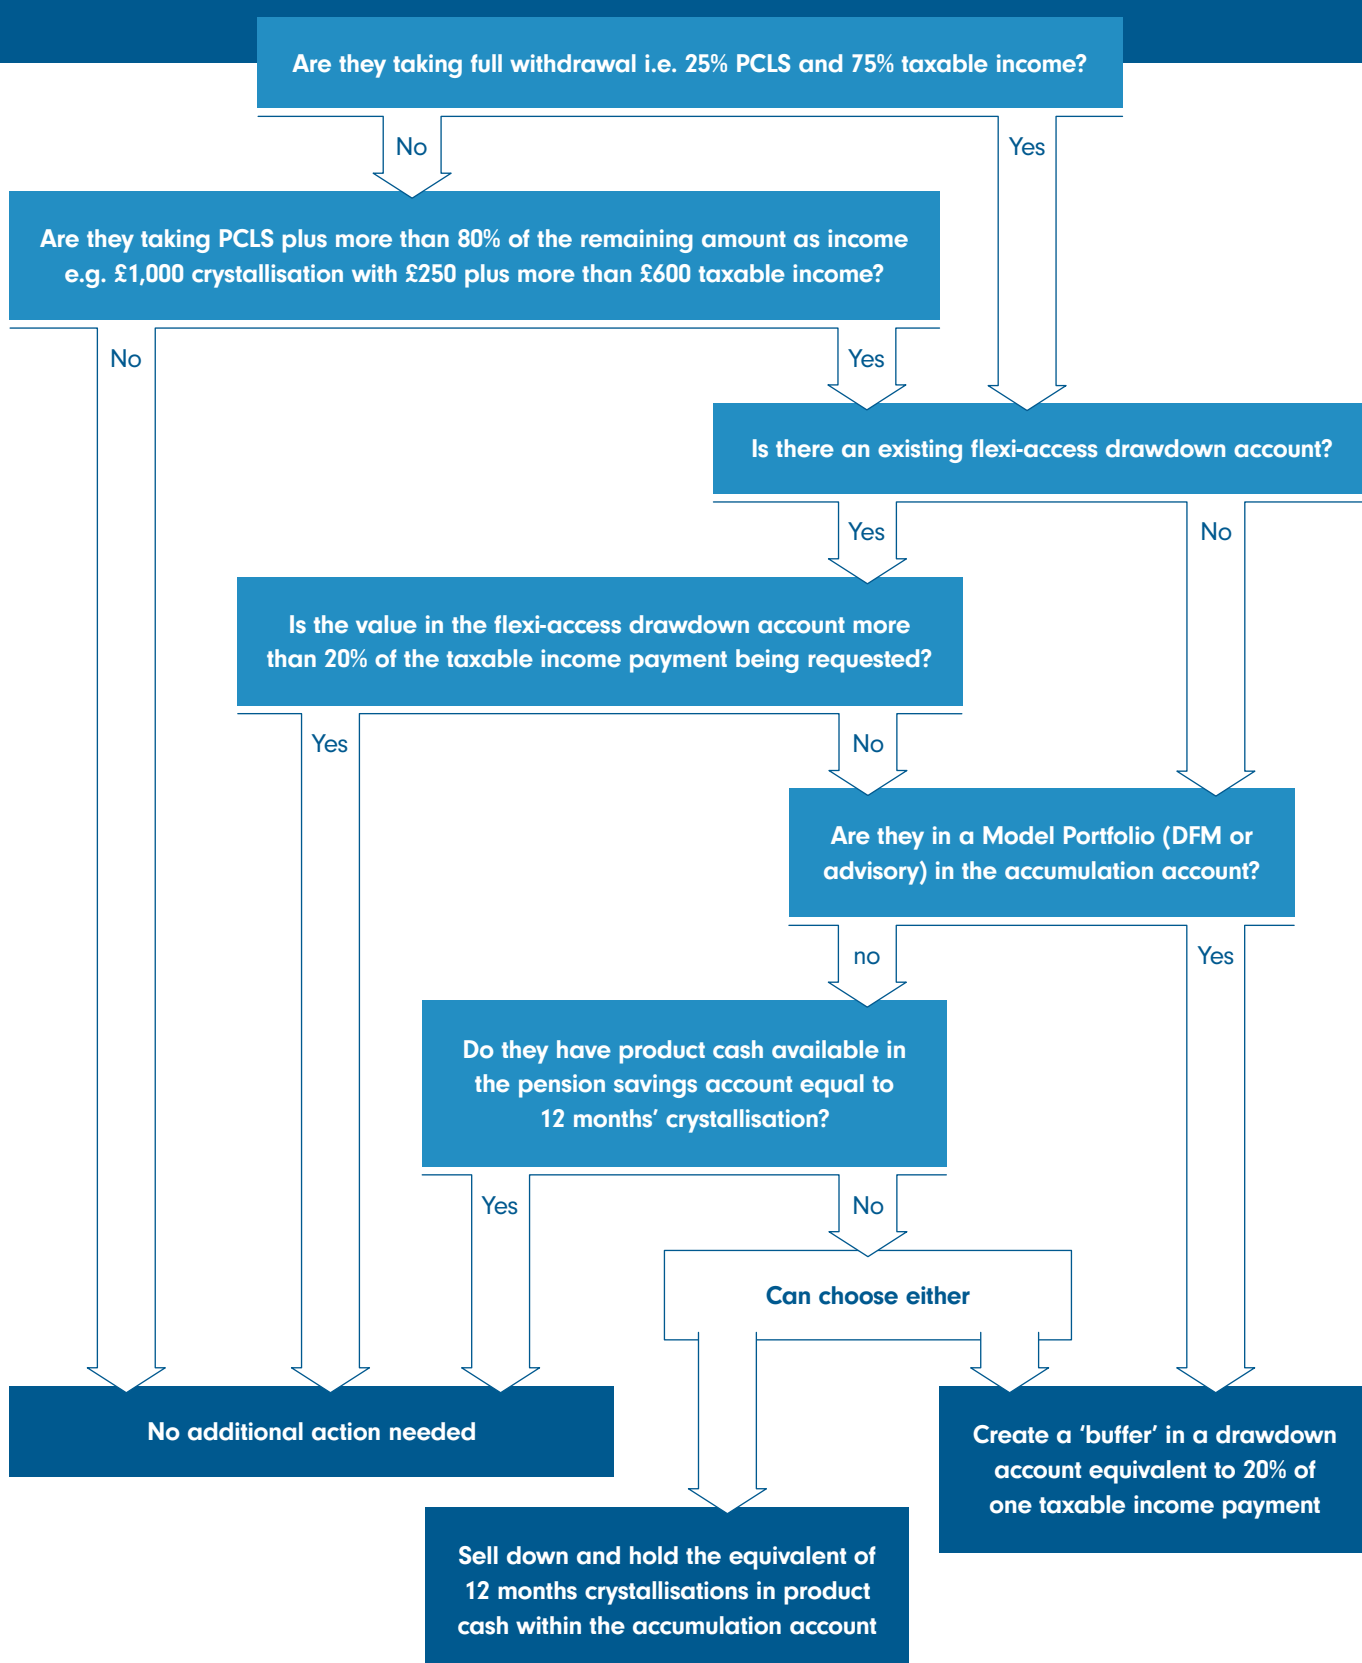 Are they taking full withdrawal i.e. 25% PCLS and 75% taxable income?
No
Yes
Are they taking PCLS plus more than 80% of the remaining amount as income
e.g. £1,000 crystallisation with £250 plus more than £600 taxable income?
No
Yes
Is there an existing flexi-access drawdown account?
Yes
No
Is the value in the flexi-access drawdown account more
than 20% of the taxable income payment being requested?
Yes
No
Are they in a Model Portfolio (DFM or
advisory) in the accumulation account?
no
Yes
Do they have product cash available in
the pension savings account equal to
12 months’ crystallisation?
Yes
No
Can choose either
No additional action needed
Create a ‘buffer’ in a drawdown
account equivalent to 20% of
one taxable income payment
Sell down and hold the equivalent of
12 months crystallisations in product
cash within the accumulation account